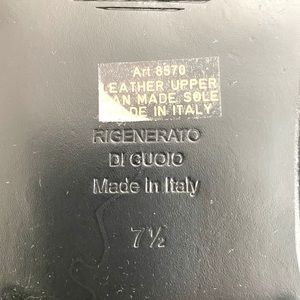 Art 8570
LEATHER UPPER
MAN MADE SOLE
MADE IN ITALY
RIGENERATO
DI CUOIO
Made In Italy
7½